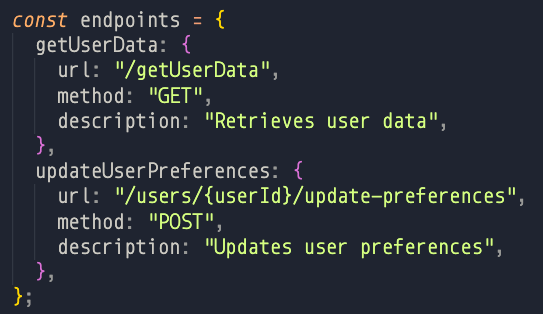 const endpoints = {
  getUserData: {
    url: "/getUserData",
    method: "GET",
    description: "Retrieves user data",
  },
  updateUserPreferences: {
    url: "/users/{userId}/update-preferences",
    method: "POST",
    description: "Updates user preferences",
  },
};